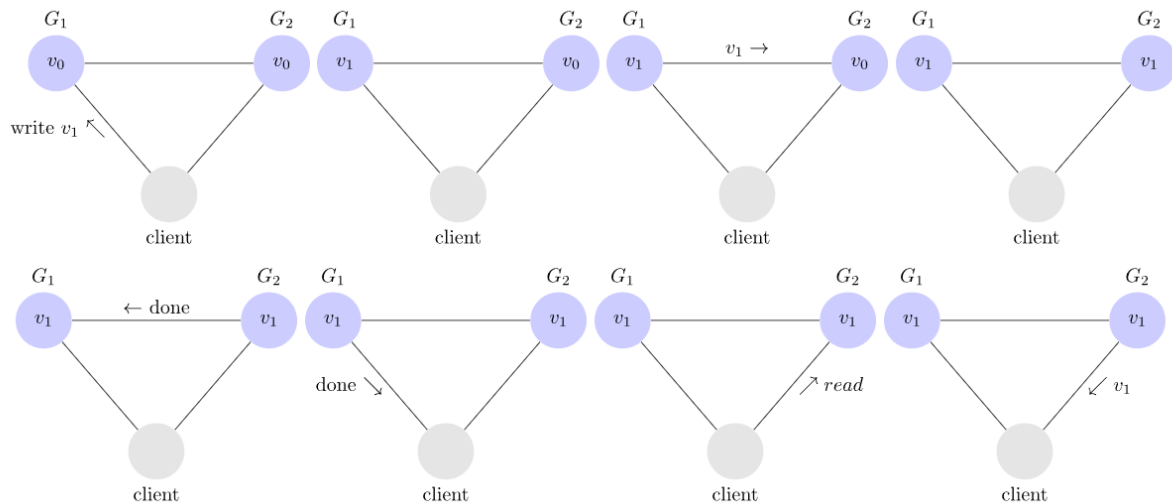 G₁ G₂ G₁ G₂ G₁ G₂ G₁ G₂
v₁ →
v₀ v₀ v₁ v₀ v₁ v₀ v₁ v₁
write v₁
client client client client
G₁ G₂ G₁ G₂ G₁ G₂ G₁ G₂
← done
v₁ v₁ v₁ v₁ v₁ v₁ v₁ v₁
done ↘ ↗ read ↙ v₁
client client client client